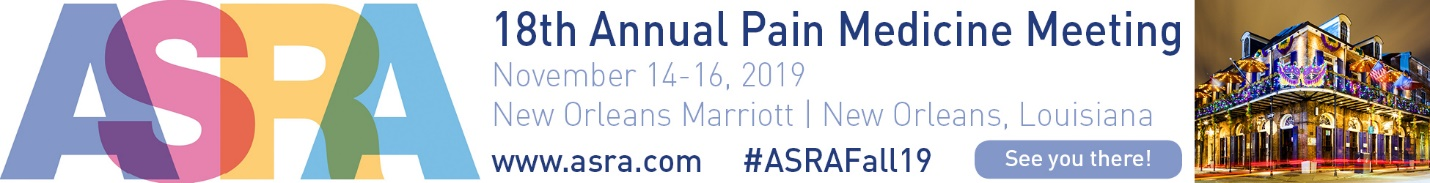 ASRA
18th Annual Pain Medicine Meeting
November 14-16, 2019
New Orleans Marriott | New Orleans, Louisiana
www.asra.com #ASRAFall19 See you there!